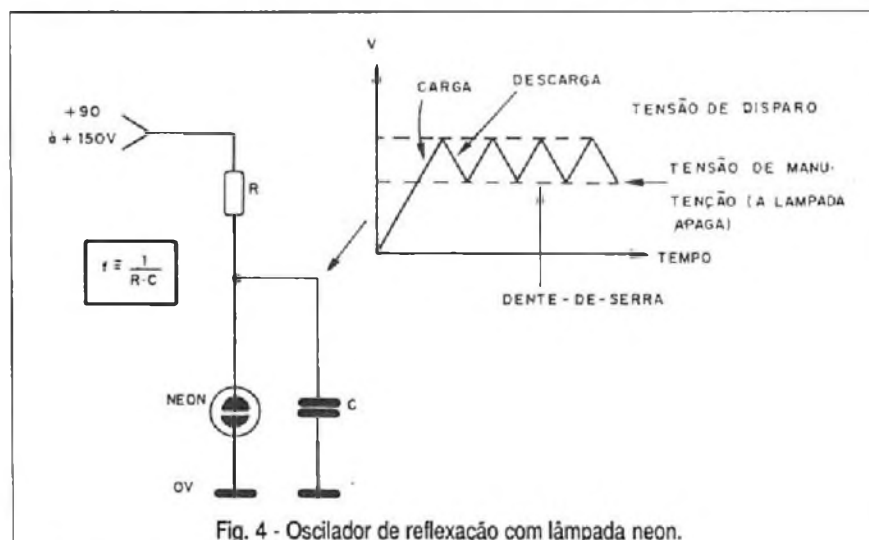 V
CARGA
DESCARGA
TENSÃO DE DISPARO
+90
à +150V
R
TENSÃO DE MANU-
TENÇÃO (A LAMPADA
APAGA)
f = 1
R·C
TEMPO
DENTE-DE-SERRA
NEON
C
0V
Fig. 4 - Oscilador de reflexação com lâmpada neon.